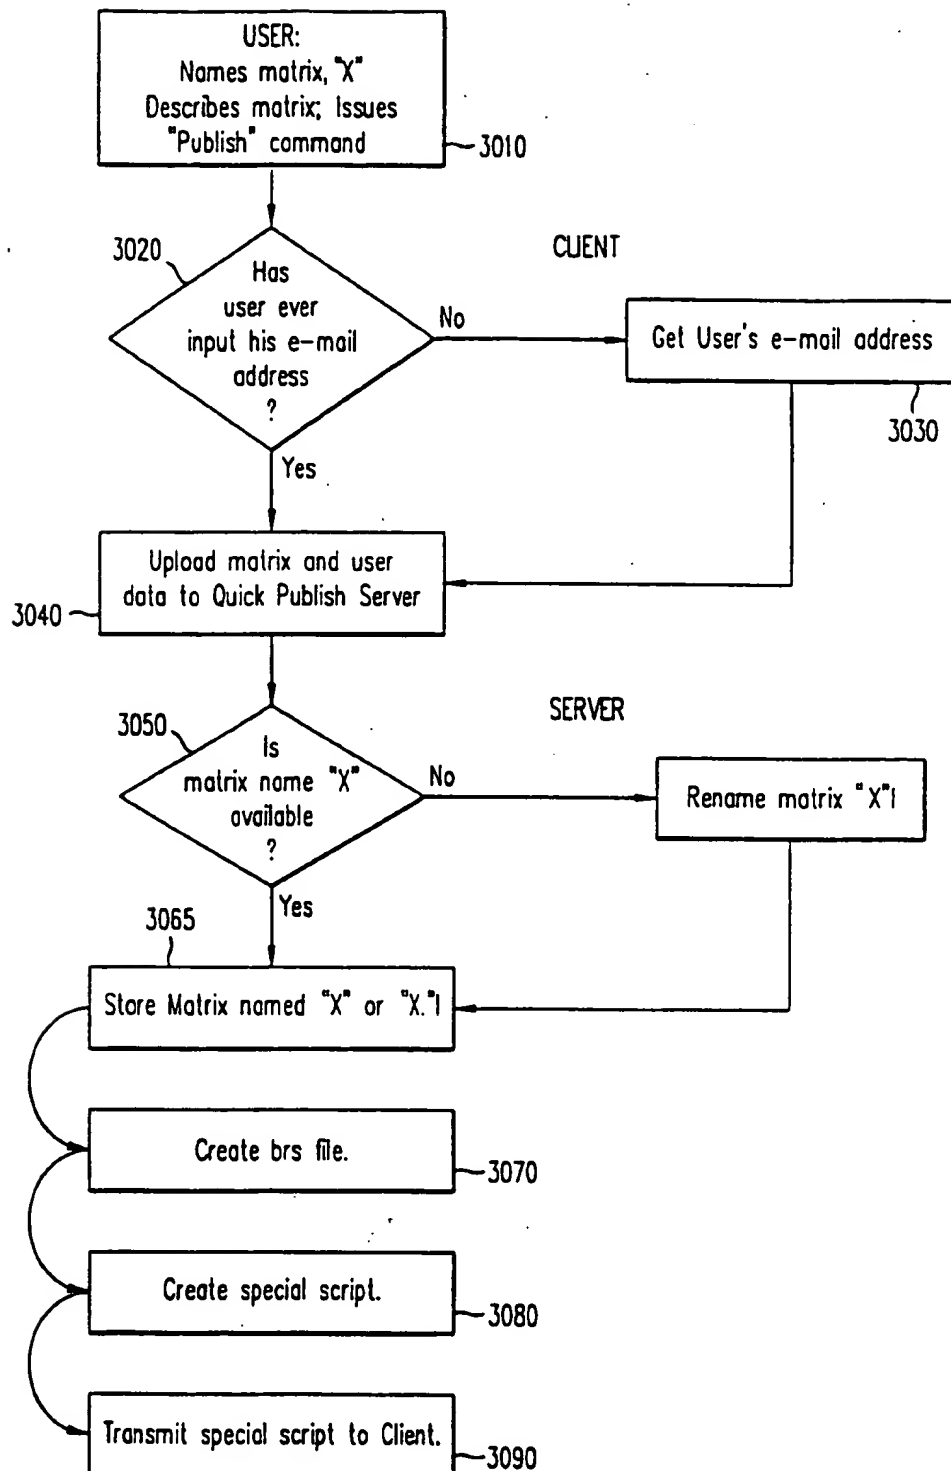 USER:
Names matrix, "X"
Describes matrix; Issues
"Publish" command
3010
3020
CLIENT
Has
user ever
input his e-mail
address
?
No
Get User's e-mail address
3030
Yes
Upload matrix and user
data to Quick Publish Server
3040
SERVER
3050
Is
matrix name "X"
available
?
No
Rename matrix "X"1
Yes
3065
Store Matrix named "X" or "X."1
Create brs file.
3070
Create special script.
3080
Transmit special script to Client.
3090